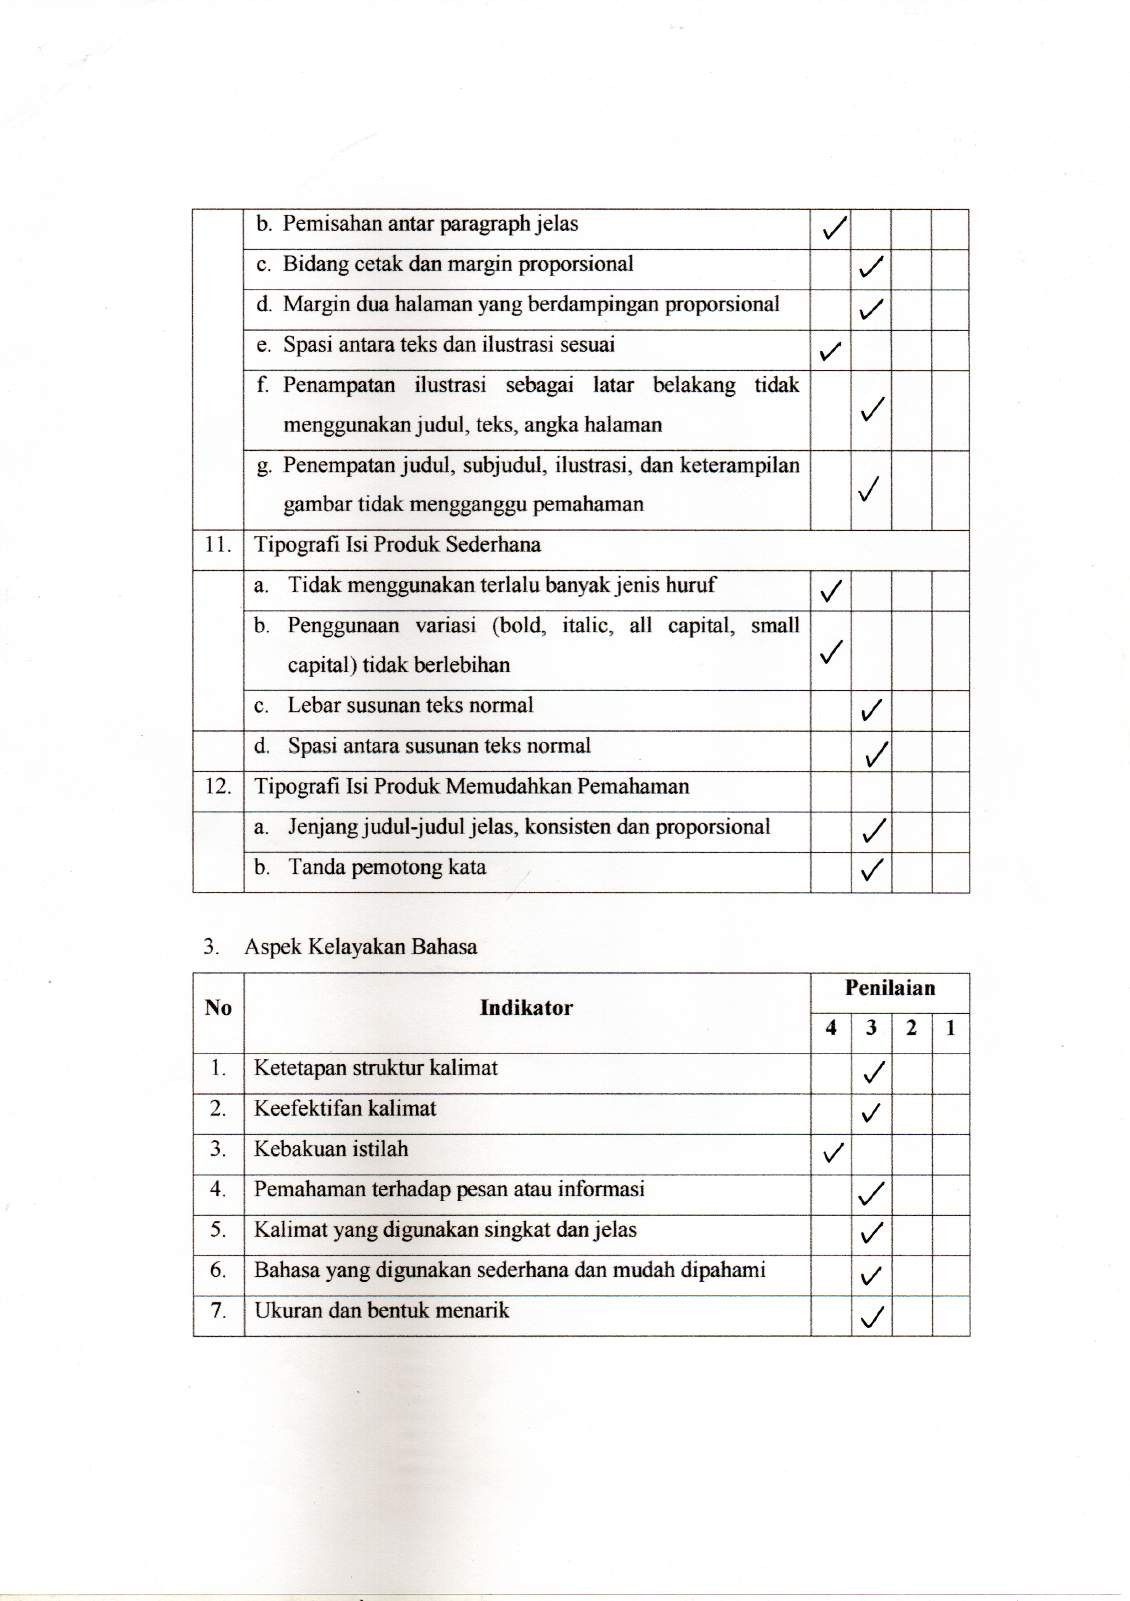 b. Pemisahan antar paragraph jelas ✓
c. Bidang cetak dan margin proporsional ✓
d. Margin dua halaman yang berdampingan proporsional ✓
e. Spasi antara teks dan ilustrasi sesuai ✓
f. Penampatan ilustrasi sebagai latar belakang tidak
menggunakan judul, teks, angka halaman ✓
g. Penempatan judul, subjudul, ilustrasi, dan keterampilan
gambar tidak mengganggu pemahaman ✓
11. Tipografi Isi Produk Sederhana
a. Tidak menggunakan terlalu banyak jenis huruf ✓
b. Penggunaan variasi (bold, italic, all capital, small
capital) tidak berlebihan ✓
c. Lebar susunan teks normal ✓
d. Spasi antara susunan teks normal ✓
12. Tipografi Isi Produk Memudahkan Pemahaman
a. Jenjang judul-judul jelas, konsisten dan proporsional ✓
b. Tanda pemotong kata ✓
3. Aspek Kelayakan Bahasa
No Indikator Penilaian
4 3 2 1
1. Ketetapan struktur kalimat ✓
2. Keefektifan kalimat ✓
3. Kebakuan istilah ✓
4. Pemahaman terhadap pesan atau informasi ✓
5. Kalimat yang digunakan singkat dan jelas ✓
6. Bahasa yang digunakan sederhana dan mudah dipahami ✓
7. Ukuran dan bentuk menarik ✓